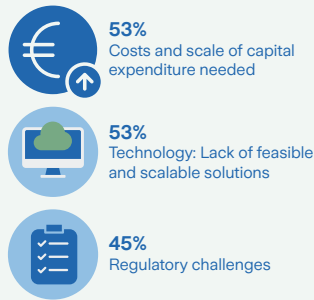 53%
Costs and scale of capital
expenditure needed
53%
Technology: Lack of feasible
and scalable solutions
45%
Regulatory challenges